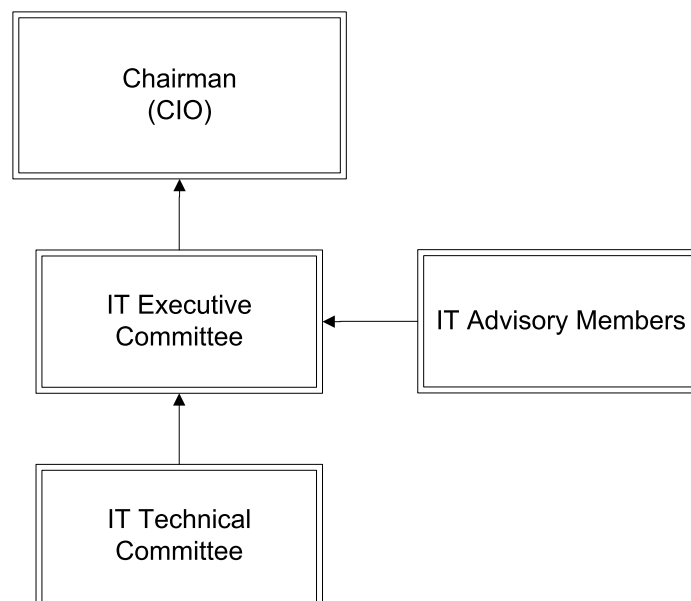 Chairman
(CIO)
IT Executive
Committee
IT Advisory Members
IT Technical
Committee